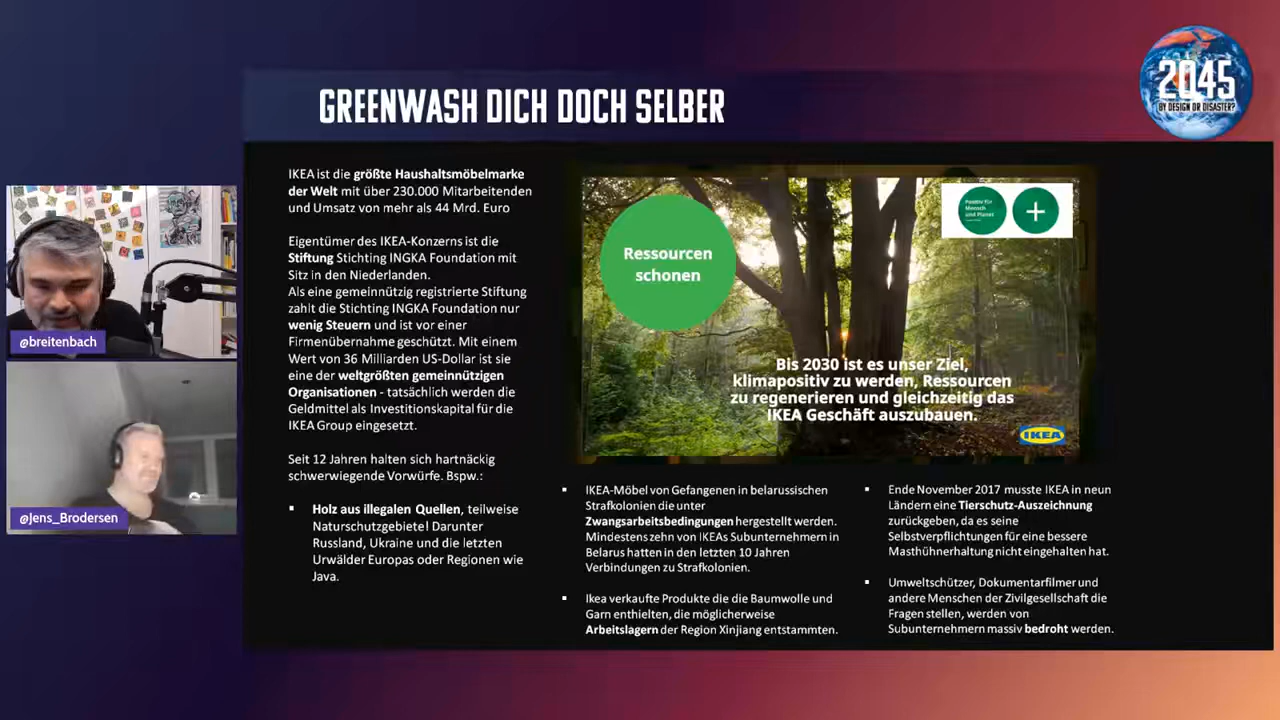 2045
BY DESIGN OR DISASTER?
GREENWASH DICH DOCH SELBER
@breitenbach
@Jens_Brodersen
IKEA ist die größte Haushaltsmöbelmarke
der Welt mit über 230.000 Mitarbeitenden
und Umsatz von mehr als 44 Mrd. Euro
Eigentümer des IKEA-Konzerns ist die
Stiftung Stichting INGKA Foundation mit
Sitz in den Niederlanden.
Als eine gemeinnützig registrierte Stiftung
zahlt die Stichting INGKA Foundation nur
wenig Steuern und ist vor einer
Firmenübernahme geschützt. Mit einem
Wert von 36 Milliarden US-Dollar ist sie
eine der weltgrößten gemeinnützigen
Organisationen - tatsächlich werden die
Geldmittel als Investitionskapital für die
IKEA Group eingesetzt.
Seit 12 Jahren halten sich hartnäckig
schwerwiegende Vorwürfe. Bspw.:
▪ Holz aus illegalen Quellen, teilweise
Naturschutzgebiete! Darunter
Russland, Ukraine und die letzten
Urwälder Europas oder Regionen wie
Java.
Ressourcen
schonen
Positiv für
Mensch
und Planet
+
Bis 2030 ist es unser Ziel,
klimapositiv zu werden, Ressourcen
zu regenerieren und gleichzeitig das
IKEA Geschäft auszubauen.
IKEA
▪ IKEA-Möbel von Gefangenen in belarussischen
Strafkolonien die unter
Zwangsarbeitsbedingungen hergestellt werden.
Mindestens zehn von IKEAs Subunternehmern in
Belarus hatten in den letzten 10 Jahren
Verbindungen zu Strafkolonien.
▪ Ikea verkaufte Produkte die die Baumwolle und
Garn enthielten, die möglicherweise
Arbeitslagern der Region Xinjiang entstammten.
▪ Ende November 2017 musste IKEA in neun
Ländern eine Tierschutz-Auszeichnung
zurückgeben, da es seine
Selbstverpflichtungen für eine bessere
Masthühnerhaltung nicht eingehalten hat.
▪ Umweltschützer, Dokumentarfilmer und
andere Menschen der Zivilgesellschaft die
Fragen stellen, werden von
Subunternehmern massiv bedroht werden.